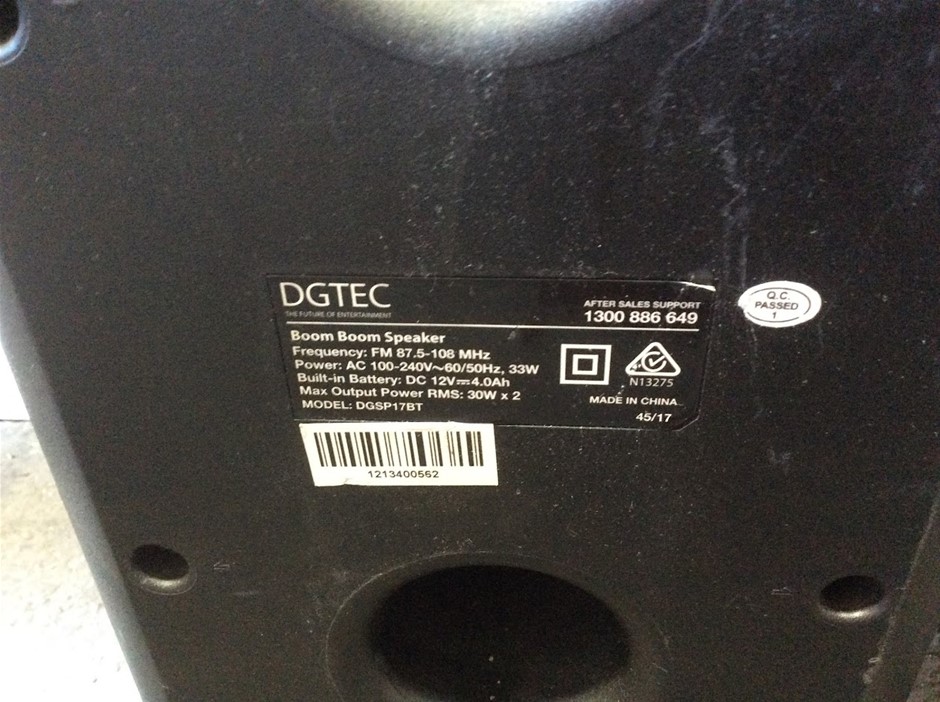 DGTEC
THE FUTURE OF ENTERTAINMENT
AFTER SALES SUPPORT
1300 886 649
Boom Boom Speaker
Frequency: FM 87.5-108 MHz
Power: AC 100-240V~60/50Hz, 33W
Built-in Battery: DC 12V⎓4.0Ah
Max Output Power RMS: 30W x 2
MODEL: DGSP17BT
N13275
MADE IN CHINA
45/17
Q.C.
PASSED
1
1213400562